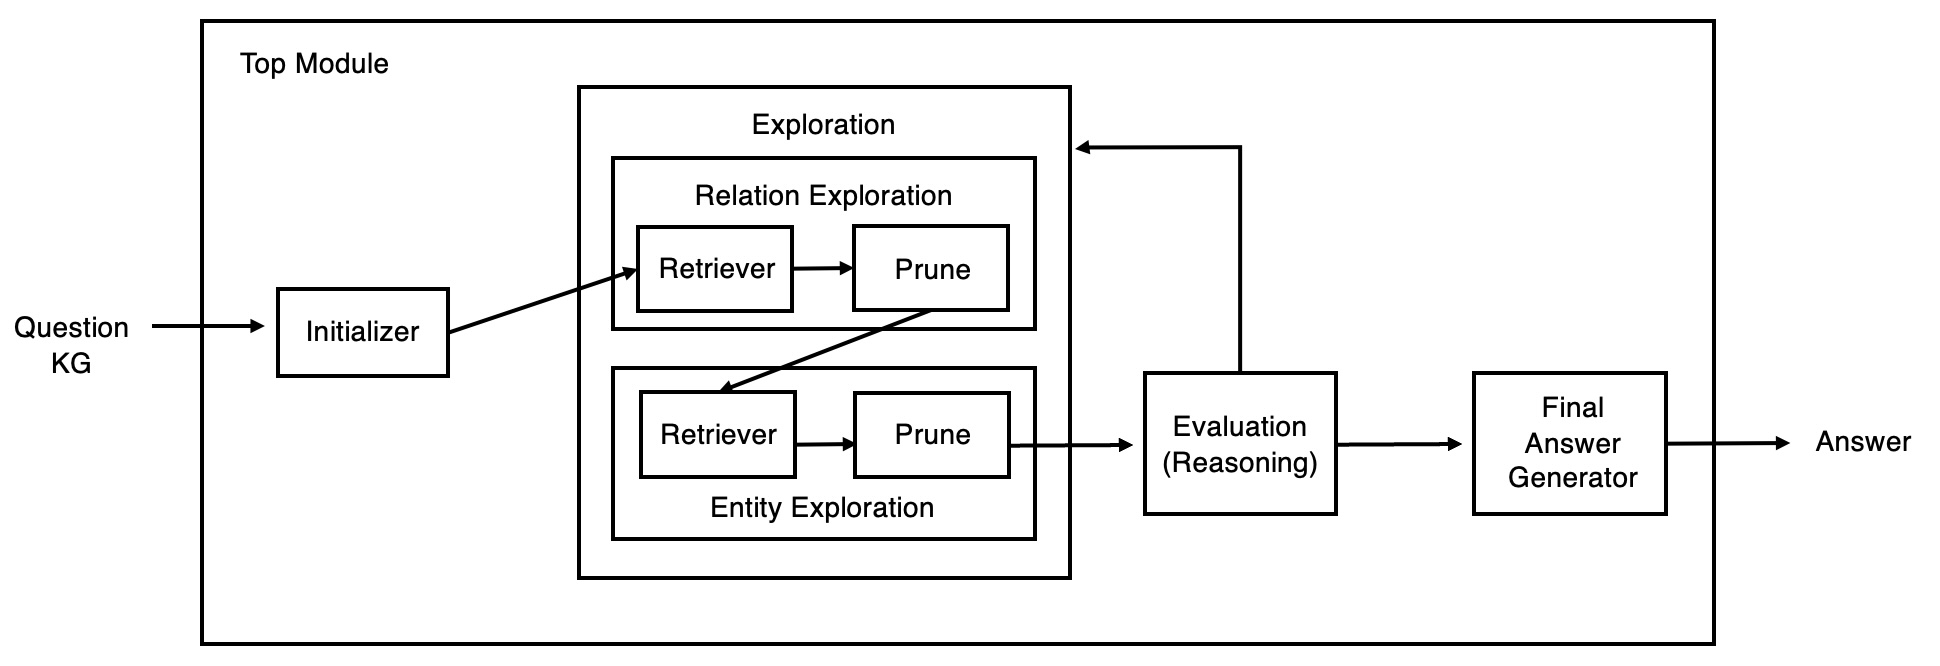 Top Module
Exploration
Relation Exploration
Retriever
Prune
Question
KG
Initializer
Retriever
Prune
Entity Exploration
Evaluation
(Reasoning)
Final
Answer
Generator
Answer